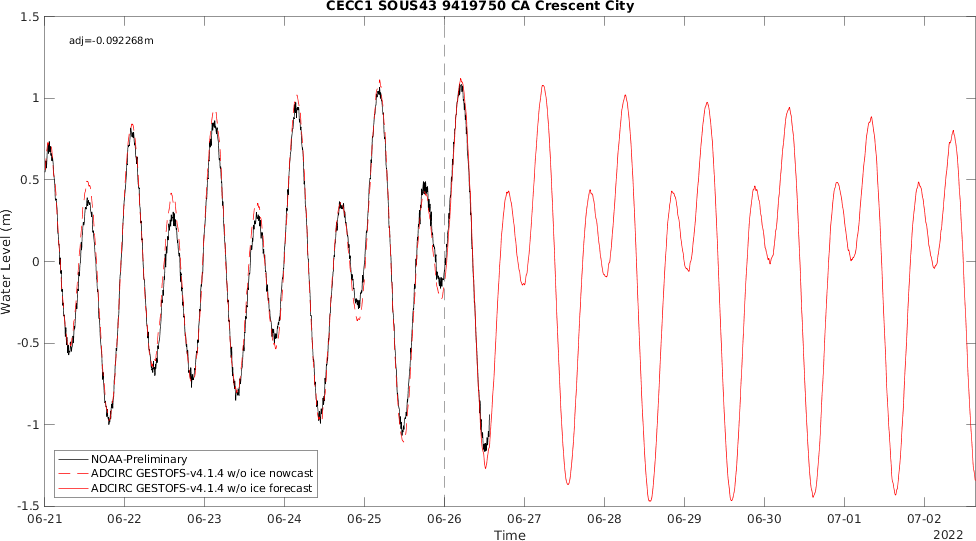 CECC1 SOUS43 9419750 CA Crescent City
1.5
adj=-0.092268m
1
0.5
0
-0.5
-1
-1.5
Water Level (m)
NOAA-Preliminary
ADCIRC GESTOFS-v4.1.4 w/o ice nowcast
ADCIRC GESTOFS-v4.1.4 w/o ice forecast
06-21 06-22 06-23 06-24 06-25 06-26 06-27 06-28 06-29 06-30 07-01 07-02
Time
2022